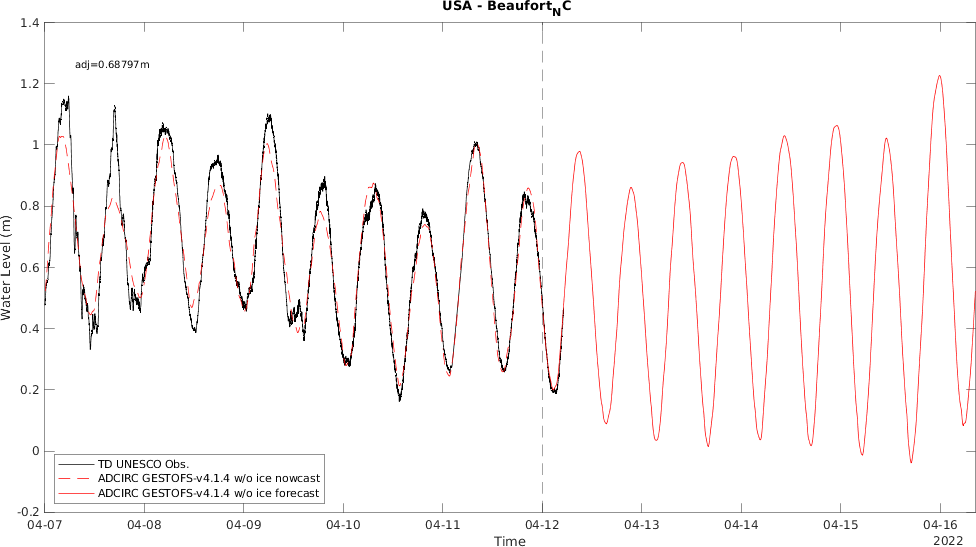 USA - Beaufort_NC
1.4
adj=0.68797m
1.2
1
0.8
0.6
0.4
0.2
0
-0.2
Water Level (m)
TD UNESCO Obs.
ADCIRC GESTOFS-v4.1.4 w/o ice nowcast
ADCIRC GESTOFS-v4.1.4 w/o ice forecast
04-07 04-08 04-09 04-10 04-11 04-12 04-13 04-14 04-15 04-16
Time
2022